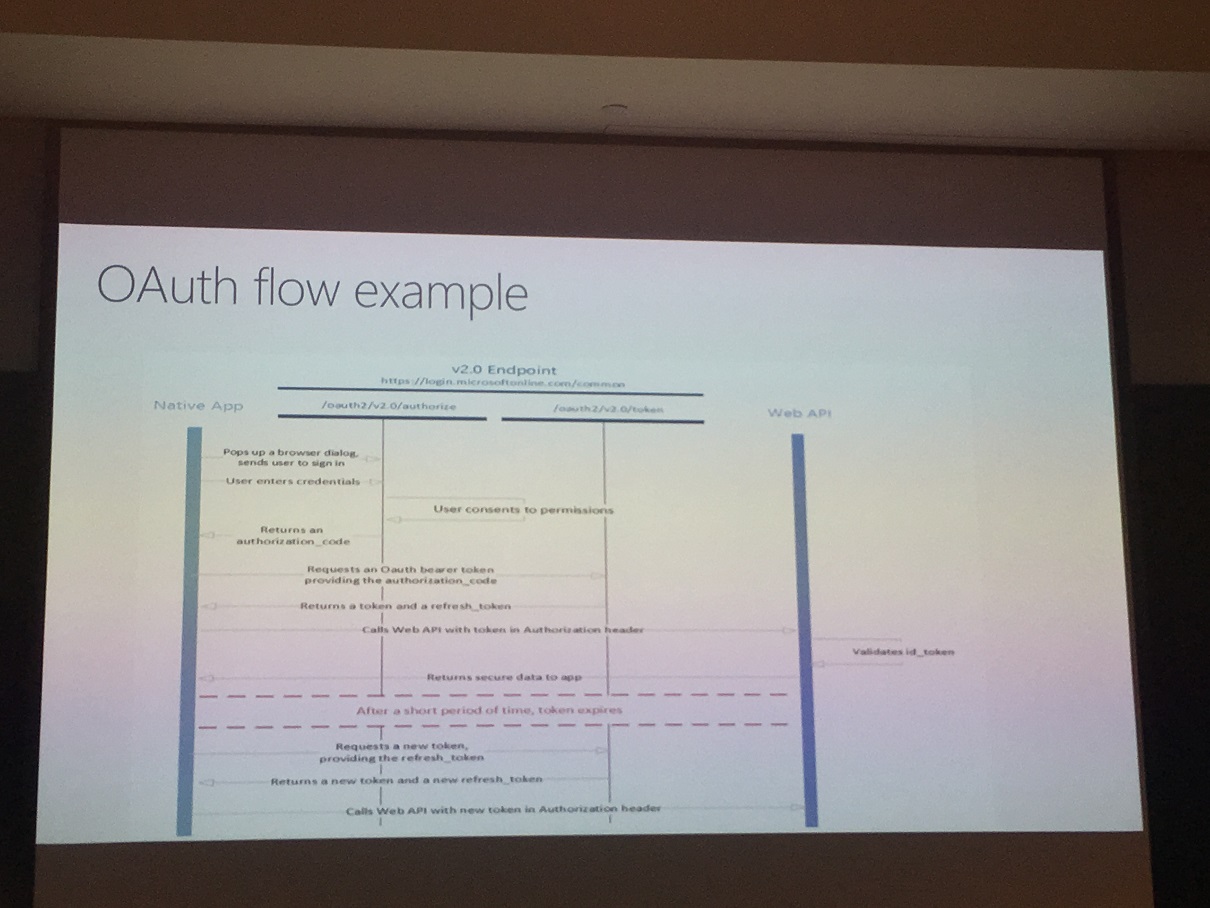 OAuth flow example
v2.0 Endpoint
https://login.microsoftonline.com/common
Native App
/oauth2/v2.0/authorize
/oauth2/v2.0/token
Web API
Pops up a browser dialog,
sends user to sign in
User enters credentials
User consents to permissions
Returns an
authorization_code
Requests an Oauth bearer token
providing the authorization_code
Returns a token and a refresh_token
Calls Web API with token in Authorization header
Validates id_token
Returns secure data to app
After a short period of time, token expires
Requests a new token,
providing the refresh_token
Returns a new token and a new refresh_token
Calls Web API with new token in Authorization header